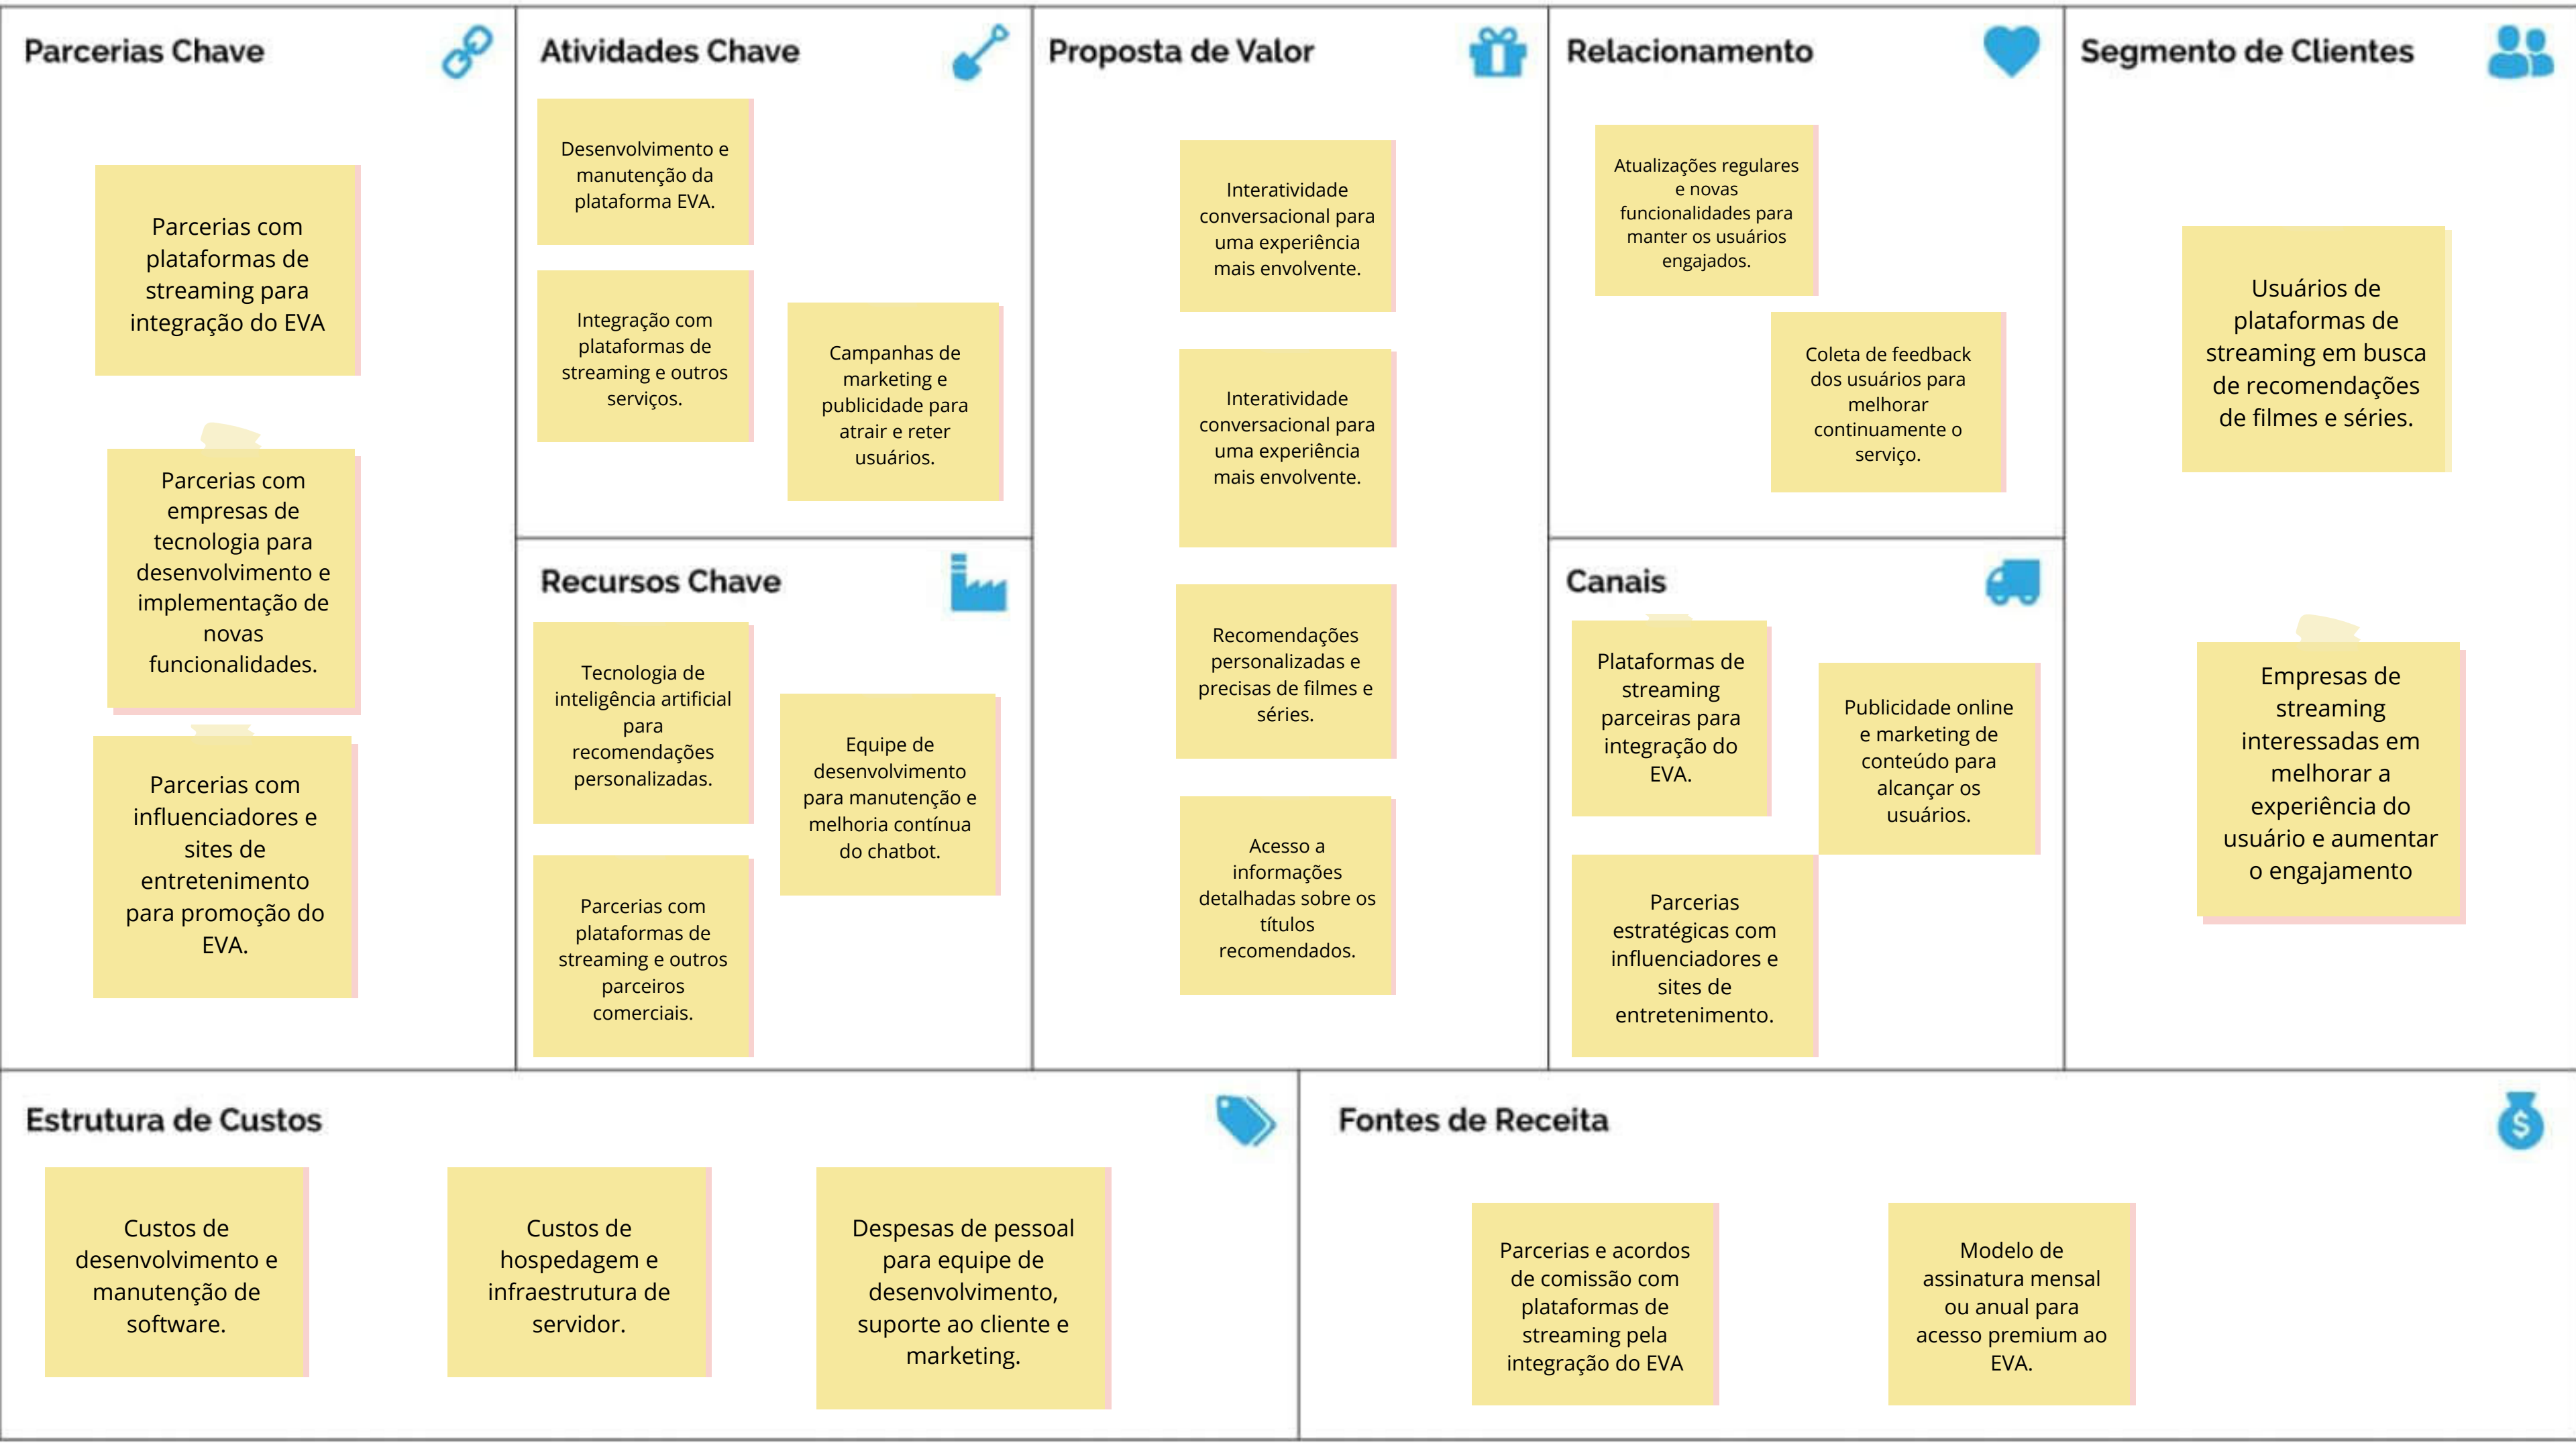 Parcerias Chave
Parcerias com
plataformas de
streaming para
integração do EVA
Parcerias com
empresas de
tecnologia para
desenvolvimento e
implementação de
novas
funcionalidades.
Parcerias com
influenciadores e
sites de
entretenimento
para promoção do
EVA.
Atividades Chave
Desenvolvimento e
manutenção da
plataforma EVA.
Integração com
plataformas de
streaming e outros
serviços.
Campanhas de
marketing e
publicidade para
atrair e reter
usuários.
Recursos Chave
Tecnologia de
inteligência artificial
para
recomendações
personalizadas.
Equipe de
desenvolvimento
para manutenção e
melhoria contínua
do chatbot.
Parcerias com
plataformas de
streaming e outros
parceiros
comerciais.
Proposta de Valor
Interatividade
conversacional para
uma experiência
mais envolvente.
Interatividade
conversacional para
uma experiência
mais envolvente.
Recomendações
personalizadas e
precisas de filmes e
séries.
Acesso a
informações
detalhadas sobre os
títulos
recomendados.
Relacionamento
Atualizações regulares
e novas
funcionalidades para
manter os usuários
engajados.
Coleta de feedback
dos usuários para
melhorar
continuamente o
serviço.
Canais
Plataformas de
streaming
parceiras para
integração do
EVA.
Publicidade online
e marketing de
conteúdo para
alcançar os
usuários.
Parcerias
estratégicas com
influenciadores e
sites de
entretenimento.
Segmento de Clientes
Usuários de
plataformas de
streaming em busca
de recomendações
de filmes e séries.
Empresas de
streaming
interessadas em
melhorar a
experiência do
usuário e aumentar
o engajamento
Estrutura de Custos
Custos de
desenvolvimento e
manutenção de
software.
Custos de
hospedagem e
infraestrutura de
servidor.
Despesas de pessoal
para equipe de
desenvolvimento,
suporte ao cliente e
marketing.
Fontes de Receita
$
Parcerias e acordos
de comissão com
plataformas de
streaming pela
integração do EVA
Modelo de
assinatura mensal
ou anual para
acesso premium ao
EVA.